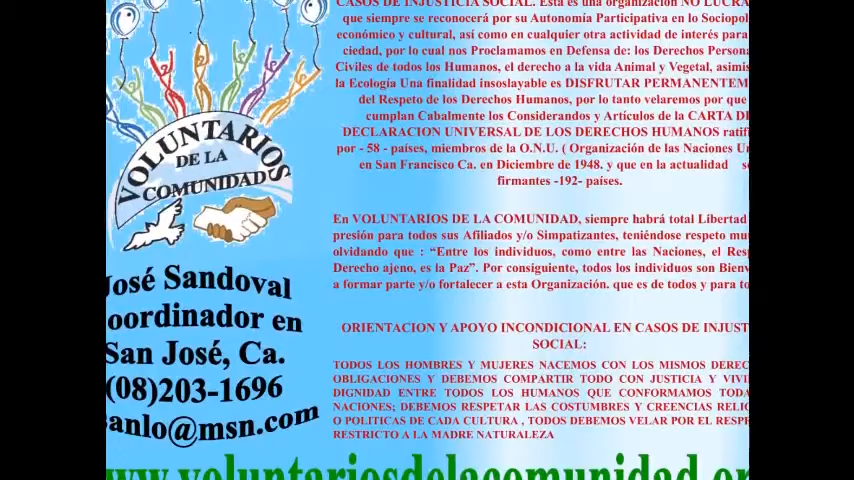 VOLUNTARIOS
DE LA
COMUNIDAD
José Sandoval
oordinador en
San José, Ca.
(08)203-1696
anlo@msn.com
CASOS DE INJUSTICIA SOCIAL. Esta es una organización NO LUCRA
que siempre se reconocerá por su Autonomía Participativa en lo Sociopol
económico y cultural, así como en cualquier otra actividad de interés para
ciedad, por lo cual nos Proclamamos en Defensa de: los Derechos Persona
Civiles de todos los Humanos, el derecho a la vida Animal y Vegetal, asimis
la Ecología Una finalidad insoslayable es DISFRUTAR PERMANENTEM
del Respeto de los Derechos Humanos, por lo tanto velaremos por que
cumplan Cabalmente los Considerandos y Artículos de la CARTA DE
DECLARACION UNIVERSAL DE LOS DERECHOS HUMANOS ratifi
por - 58 - países, miembros de la O.N.U. ( Organización de las Naciones Un
en San Francisco Ca. en Diciembre de 1948. y que en la actualidad s
firmantes -192- países.
En VOLUNTARIOS DE LA COMUNIDAD, siempre habrá total Libertad
presión para todos sus Afiliados y/o Simpatizantes, teniéndose respeto mu
olvidando que : “Entre los individuos, como entre las Naciones, el Resp
Derecho ajeno, es la Paz”. Por consiguiente, todos los individuos son Bienv
a formar parte y/o fortalecer a esta Organización. que es de todos y para to
ORIENTACION Y APOYO INCONDICIONAL EN CASOS DE INJUST
SOCIAL:
TODOS LOS HOMBRES Y MUJERES NACEMOS CON LOS MISMOS DEREC
OBLIGACIONES Y DEBEMOS COMPARTIR TODO CON JUSTICIA Y VIVI
DIGNIDAD ENTRE TODOS LOS HUMANOS QUE CONFORMAMOS TODA
NACIONES; DEBEMOS RESPETAR LAS COSTUMBRES Y CREENCIAS RELIG
O POLITICAS DE CADA CULTURA , TODOS DEBEMOS VELAR POR EL RESPE
RESTRICTO A LA MADRE NATURALEZA
www.voluntariosdelacomunidad.or